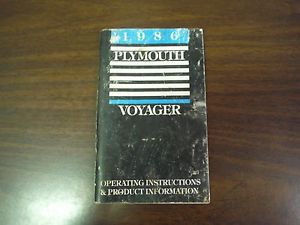 1986
PLYMOUTH
VOYAGER
OPERATING INSTRUCTIONS
& PRODUCT INFORMATION